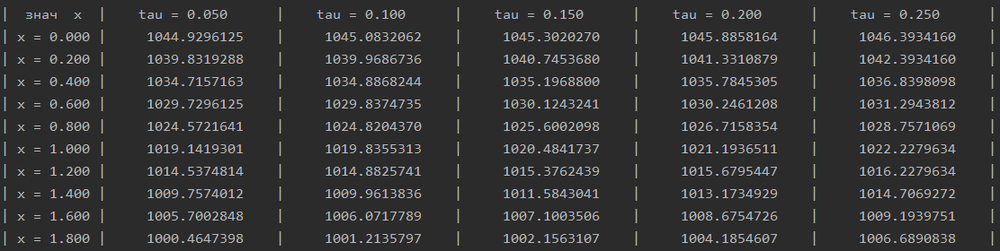 |  знач  x  |    tau = 0.050    |    tau = 0.100    |    tau = 0.150    |    tau = 0.200    |    tau = 0.250    |
| x = 0.000 |     1044.9296125    |     1045.0832062    |     1045.3020270    |     1045.8858164    |     1046.3934160    |
| x = 0.200 |     1039.8319288    |     1039.9686736    |     1040.7453680    |     1041.3310879    |     1042.3934160    |
| x = 0.400 |     1034.7157163    |     1034.8868244    |     1035.1968800    |     1035.7845305    |     1036.8398098    |
| x = 0.600 |     1029.7296125    |     1029.8374735    |     1030.1243241    |     1030.2461208    |     1031.2943812    |
| x = 0.800 |     1024.5721641    |     1024.8204370    |     1025.6002098    |     1026.7158354    |     1028.7571069    |
| x = 1.000 |     1019.1419301    |     1019.8355313    |     1020.4841737    |     1021.1936511    |     1022.2279634    |
| x = 1.200 |     1014.5374814    |     1014.8825741    |     1015.3762439    |     1015.6795447    |     1016.2279634    |
| x = 1.400 |     1009.7574012    |     1009.9613836    |     1011.5843041    |     1013.1734929    |     1014.7069272    |
| x = 1.600 |     1005.7002848    |     1006.0717789    |     1007.1003506    |     1008.6754726    |     1009.1939751    |
| x = 1.800 |     1000.4647398    |     1001.2135797    |     1002.1563107    |     1004.1854607    |     1006.6890838    |